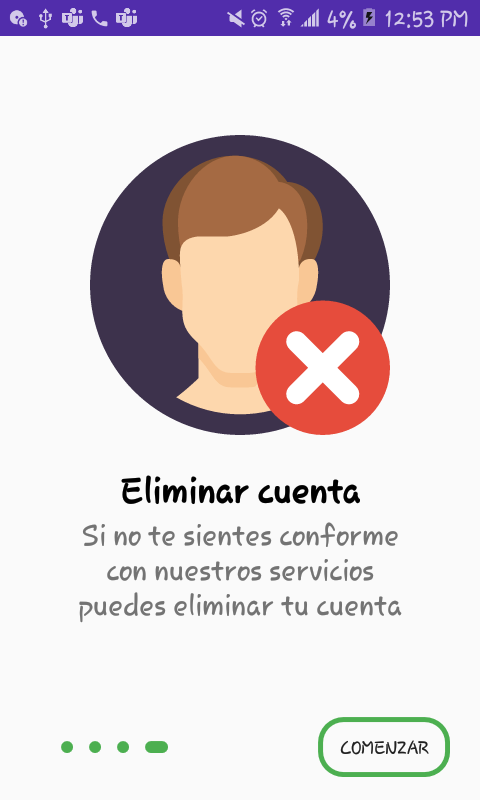 4% 12:53 PM
Eliminar cuenta
Si no te sientes conforme
con nuestros servicios
puedes eliminar tu cuenta
COMENZAR